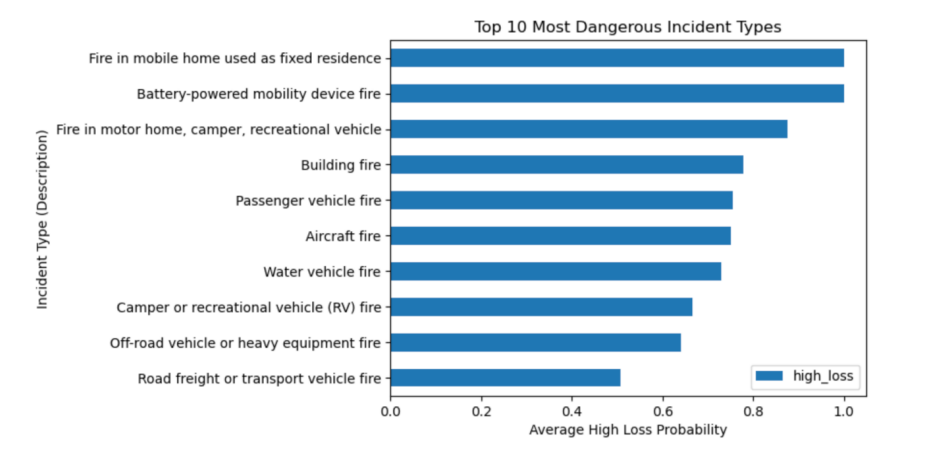 Top 10 Most Dangerous Incident Types
Incident Type (Description)
Fire in mobile home used as fixed residence
Battery-powered mobility device fire
Fire in motor home, camper, recreational vehicle
Building fire
Passenger vehicle fire
Aircraft fire
Water vehicle fire
Camper or recreational vehicle (RV) fire
Off-road vehicle or heavy equipment fire
Road freight or transport vehicle fire
high_loss
0.0 0.2 0.4 0.6 0.8 1.0
Average High Loss Probability